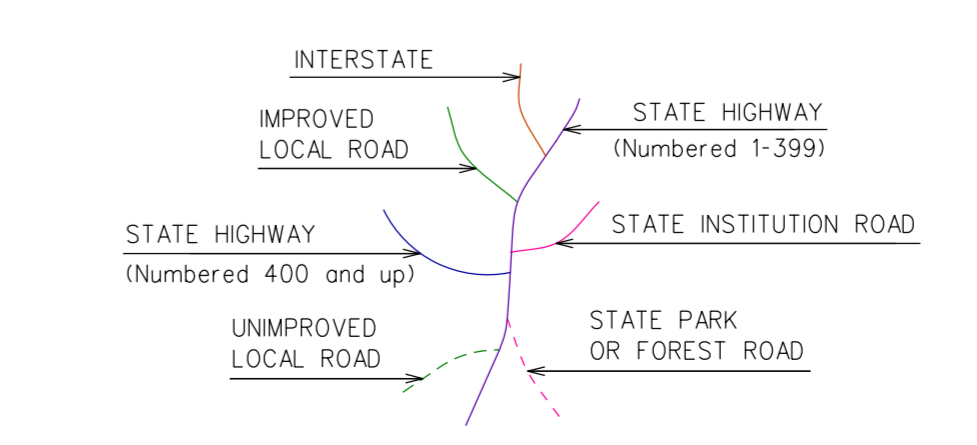 INTERSTATE
STATE HIGHWAY
(Numbered 1-399)
IMPROVED
LOCAL ROAD
STATE INSTITUTION ROAD
STATE HIGHWAY
(Numbered 400 and up)
STATE PARK
OR FOREST ROAD
UNIMPROVED
LOCAL ROAD